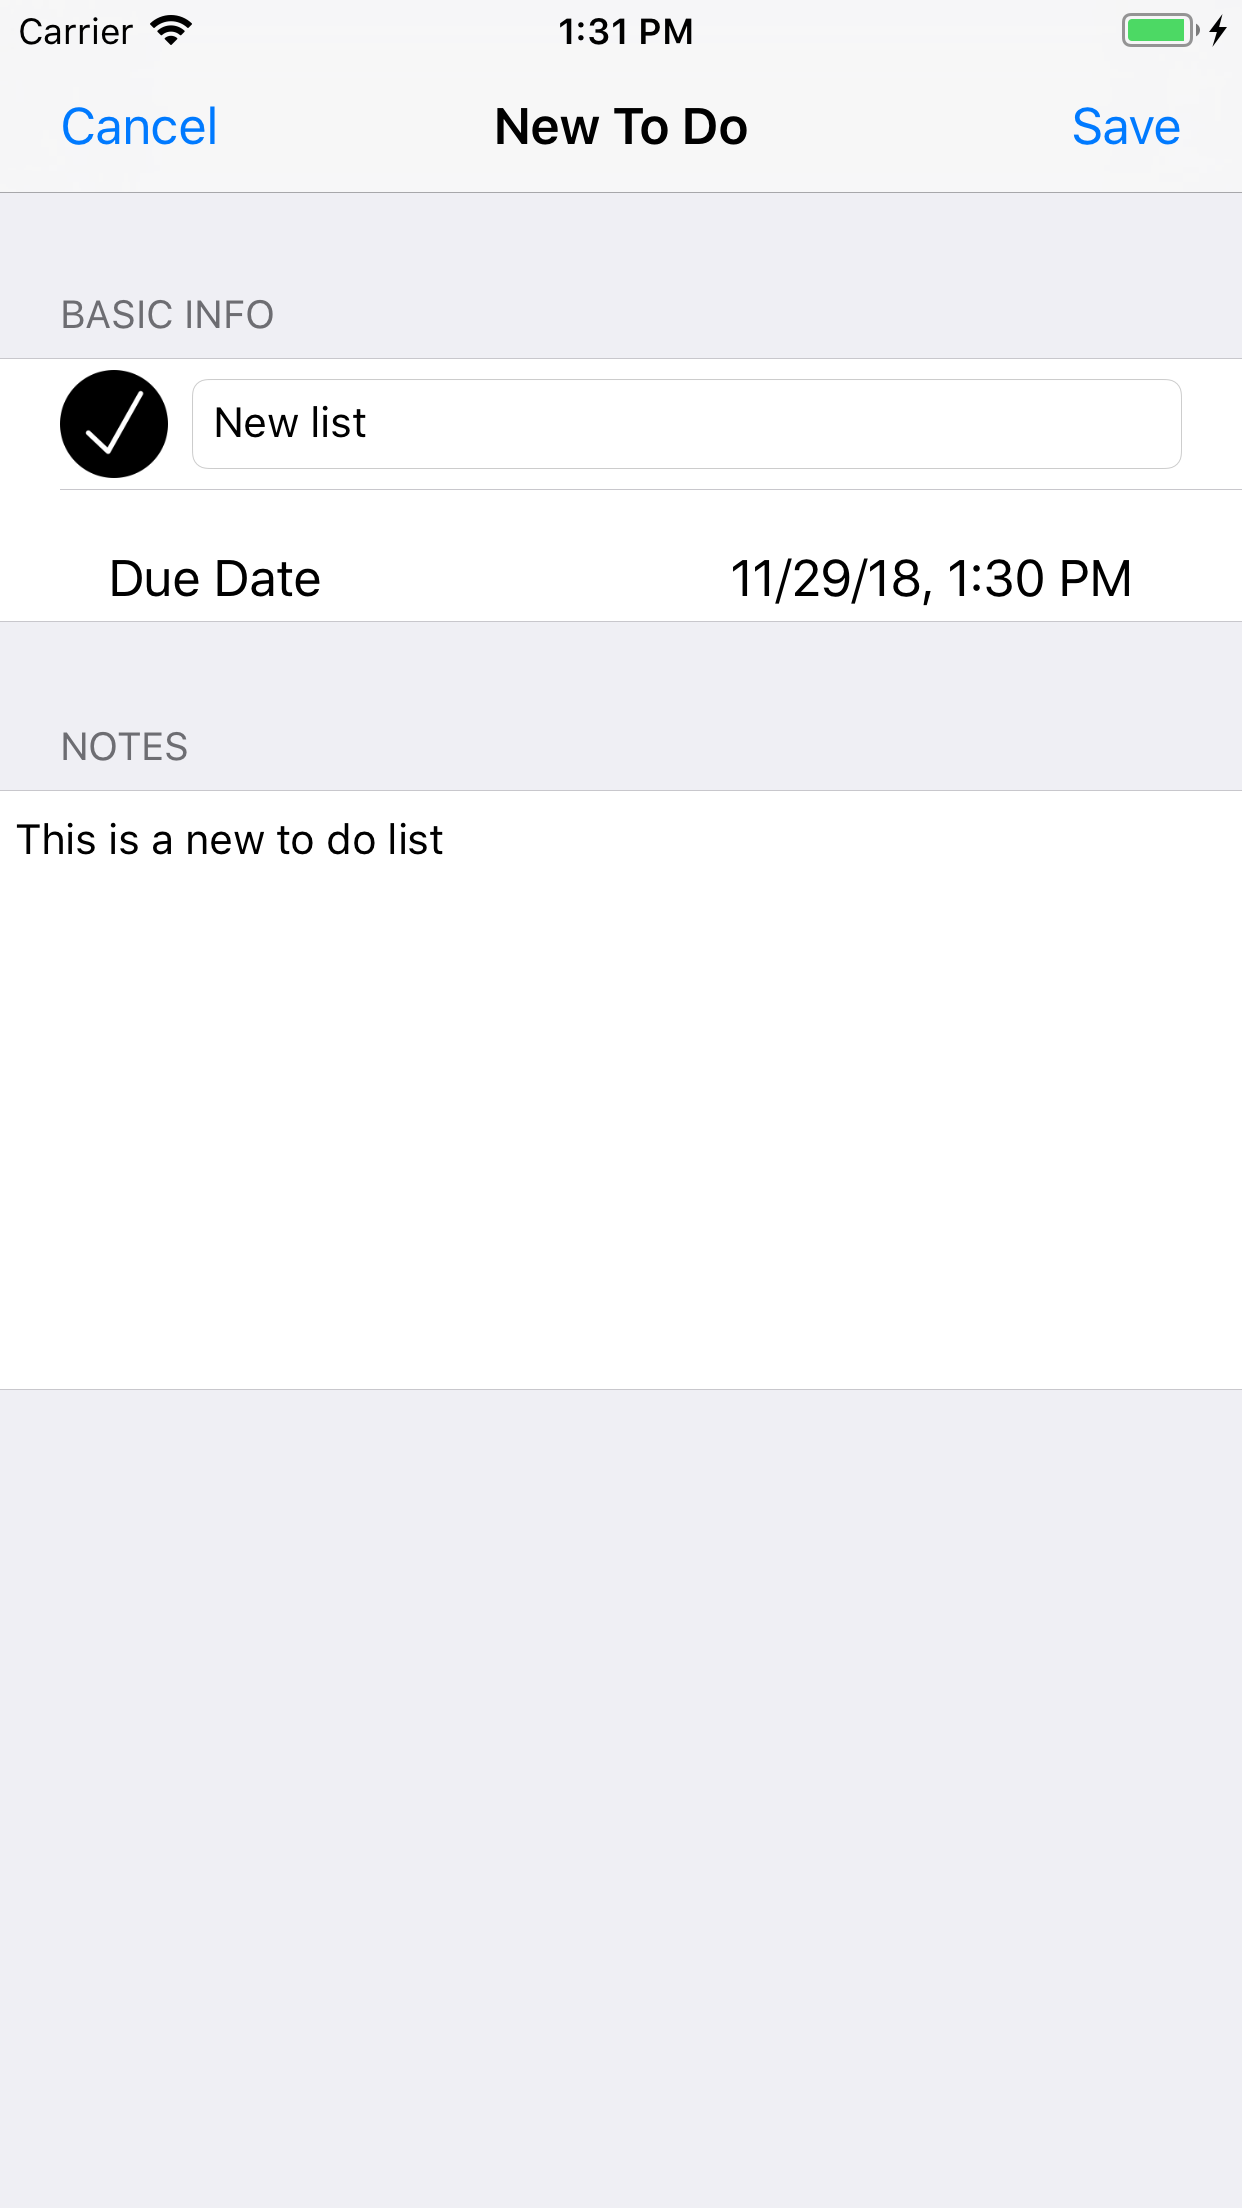 Carrier 1:31 PM
Cancel New To Do Save
BASIC INFO
New list
Due Date 11/29/18, 1:30 PM
NOTES
This is a new to do list